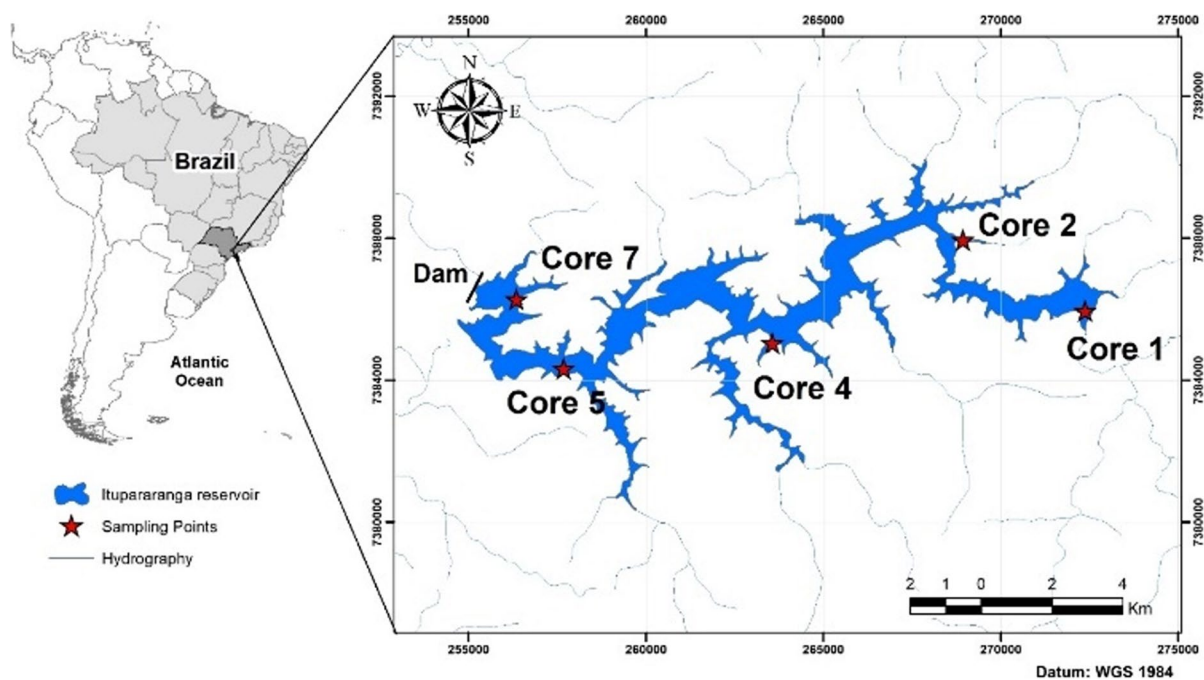 Brazil
Atlantic
Ocean
Itupararanga reservoir
Sampling Points
Hydrography
255000
260000
265000
270000
275000
7392000
7388000
7384000
7380000
7392000
7388000
7384000
7380000
N
W
E
S
Dam
Core 7
Core 2
Core 1
Core 5
Core 4
2 1 0 2 4
Km
255000
260000
265000
270000
275000
Datum: WGS 1984